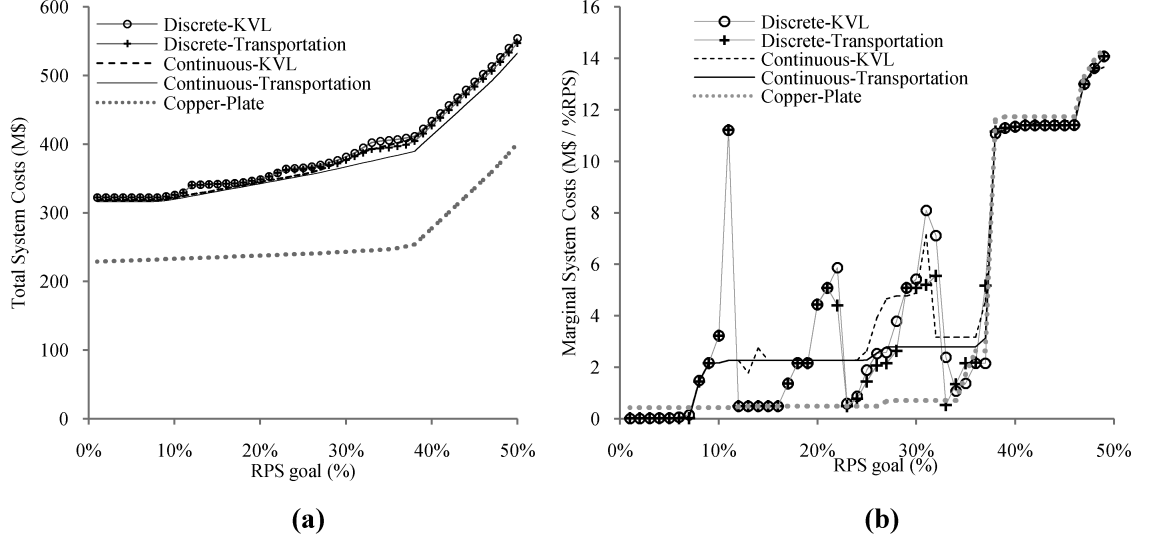 600
500
400
300
200
100
0
Total System Costs (M$)
Discrete-KVL
Discrete-Transportation
Continuous-KVL
Continuous-Transportation
Copper-Plate
0% 10% 20% 30% 40% 50%
RPS goal (%)
(a)
16
14
12
10
8
6
4
2
0
Marginal System Costs (M$ / %RPS)
Discrete-KVL
Discrete-Transportation
Continuous-KVL
Continuous-Transportation
Copper-Plate
0% 10% 20% 30% 40% 50%
RPS goal (%)
(b)